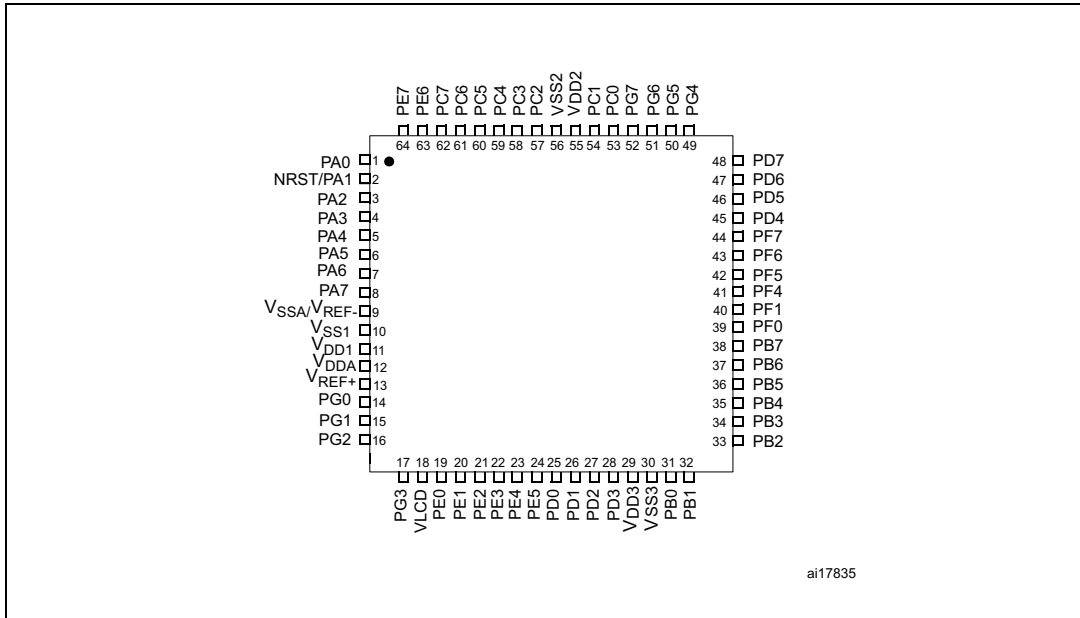 PE7 PE6 PC7 PC6 PC5 PC4 PC3 PC2 VSS2 VDD2 PC1 PC0 PG7 PG6 PG5 PG4
64 63 62 61 60 59 58 57 56 55 54 53 52 51 50 49
PA0 1
NRST/PA1 2
PA2 3
PA3 4
PA4 5
PA5 6
PA6 7
PA7 8
VSSA/VREF- 9
VSS1 10
VDD1 11
VDDA 12
VREF+ 13
PG0 14
PG1 15
PG2 16
48 PD7
47 PD6
46 PD5
45 PD4
44 PF7
43 PF6
42 PF5
41 PF4
40 PF1
39 PF0
38 PB7
37 PB6
36 PB5
35 PB4
34 PB3
33 PB2
17 18 19 20 21 22 23 24 25 26 27 28 29 30 31 32
PG3 VLCD PE0 PE1 PE2 PE3 PE4 PE5 PD0 PD1 PD2 PD3 VDD3 VSS3 PB0 PB1
ai17835